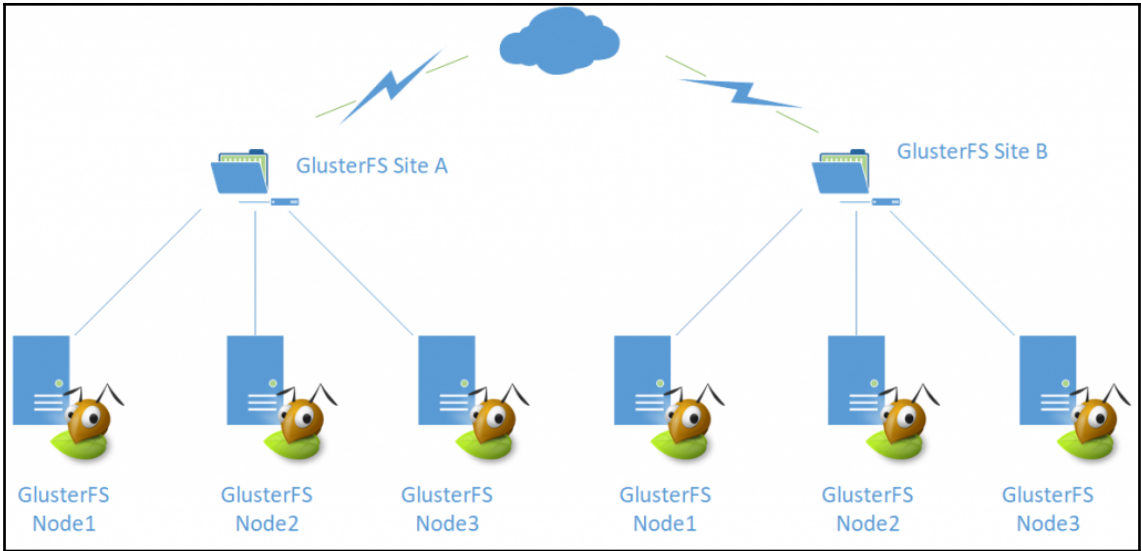 GlusterFS Site A
GlusterFS Site B
GlusterFS
Node1
GlusterFS
Node2
GlusterFS
Node3
GlusterFS
Node1
GlusterFS
Node2
GlusterFS
Node3